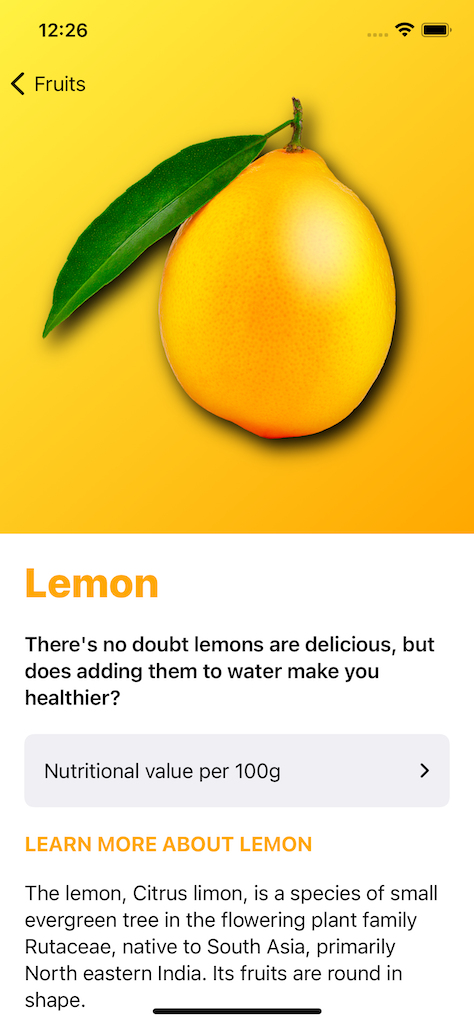 12:26
Fruits
Lemon
There's no doubt lemons are delicious, but
does adding them to water make you
healthier?
Nutritional value per 100g
LEARN MORE ABOUT LEMON
The lemon, Citrus limon, is a species of small
evergreen tree in the flowering plant family
Rutaceae, native to South Asia, primarily
North eastern India. Its fruits are round in
shape.